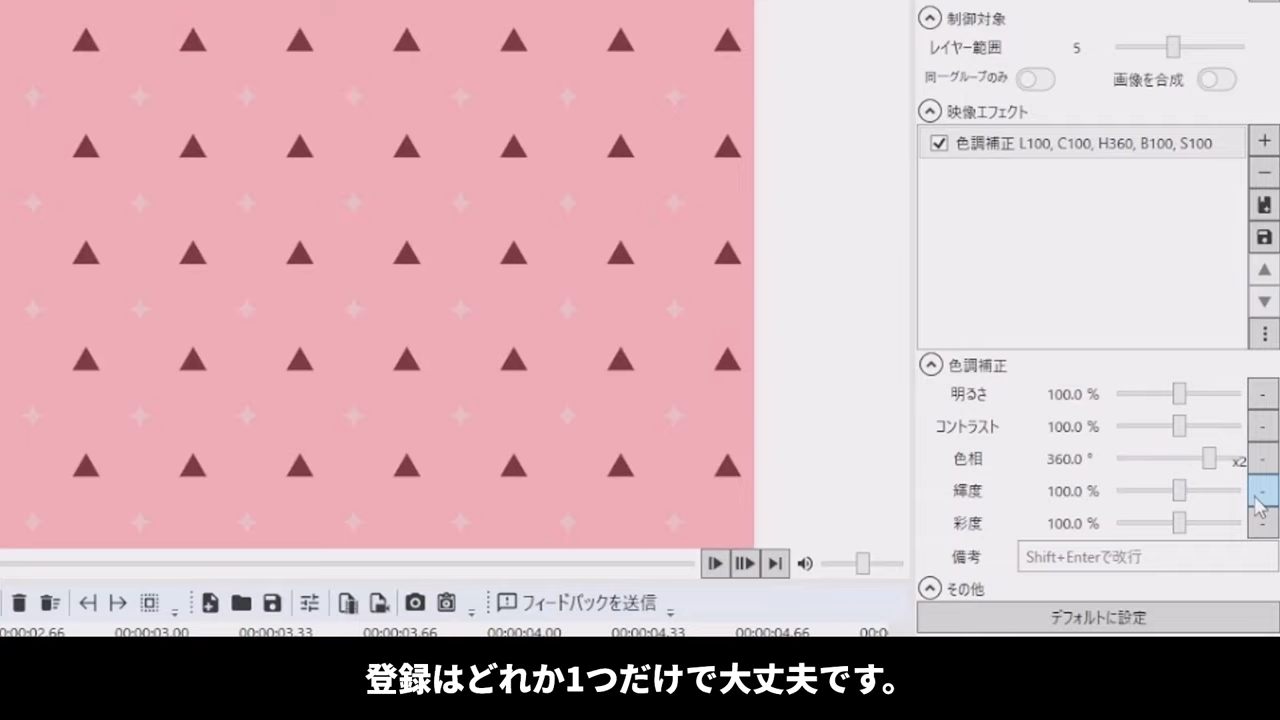 制御対象
レイヤー範囲 5
同一グループのみ 画像を合成
映像エフェクト
色調補正 L100, C100, H360, B100, S100
色調補正
明るさ 100.0 % -
コントラスト 100.0 % -
色相 360.0 ° x2 -
輝度 100.0 % -
彩度 100.0 % -
備考 Shift+Enterで改行
その他
デフォルトに設定
フィードバックを送信
0:00:02.66 00:00:03.00 00:00:03.33 00:00:03.66 00:00:04.00 00:00:04.33 00:00:04.66 00:0
登録はどれか1つだけで大丈夫です。